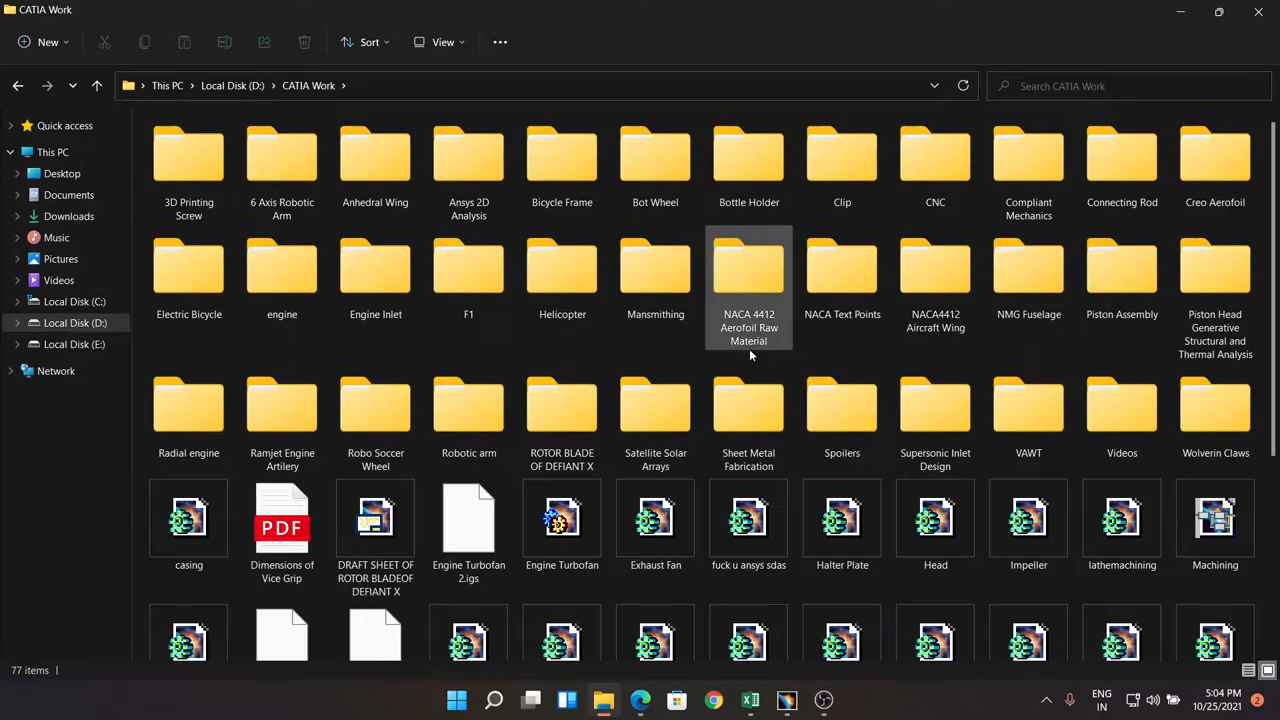 CATIA Work
New
Sort
View
This PC
Local Disk (D:)
CATIA Work
Search CATIA Work
Quick access
This PC
Desktop
Documents
Downloads
Music
Pictures
Videos
Local Disk (C:)
Local Disk (D:)
Local Disk (E:)
Network
3D Printing
Screw
6 Axis Robotic
Arm
Anhedral Wing
Ansys 2D
Analysis
Bicycle Frame
Bot Wheel
Bottle Holder
Clip
CNC
Compliant
Mechanics
Connecting Rod
Creo Aerofoil
Electric Bicycle
engine
Engine Inlet
F1
Helicopter
Mansmithing
NACA 4412
Aerofoil Raw
Material
NACA Text Points
NACA4412
Aircraft Wing
NMG Fuselage
Piston Assembly
Piston Head
Generative
Structural and
Thermal Analysis
Radial engine
Ramjet Engine
Artilery
Robo Soccer
Wheel
Robotic arm
ROTOR BLADE
OF DEFIANT X
Satellite Solar
Arrays
Sheet Metal
Fabrication
Spoilers
Supersonic Inlet
Design
VAWT
Videos
Wolverin Claws
casing
PDF
Dimensions of
Vice Grip
DRAFT SHEET OF
ROTOR BLADEOF
DEFIANT X
Engine Turbofan
2.igs
Engine Turbofan
Exhaust Fan
fuck u ansys sdas
Halter Plate
Head
Impeller
lathemachining
Machining
77 items
ENG
IN
5:04 PM
10/25/2021
2